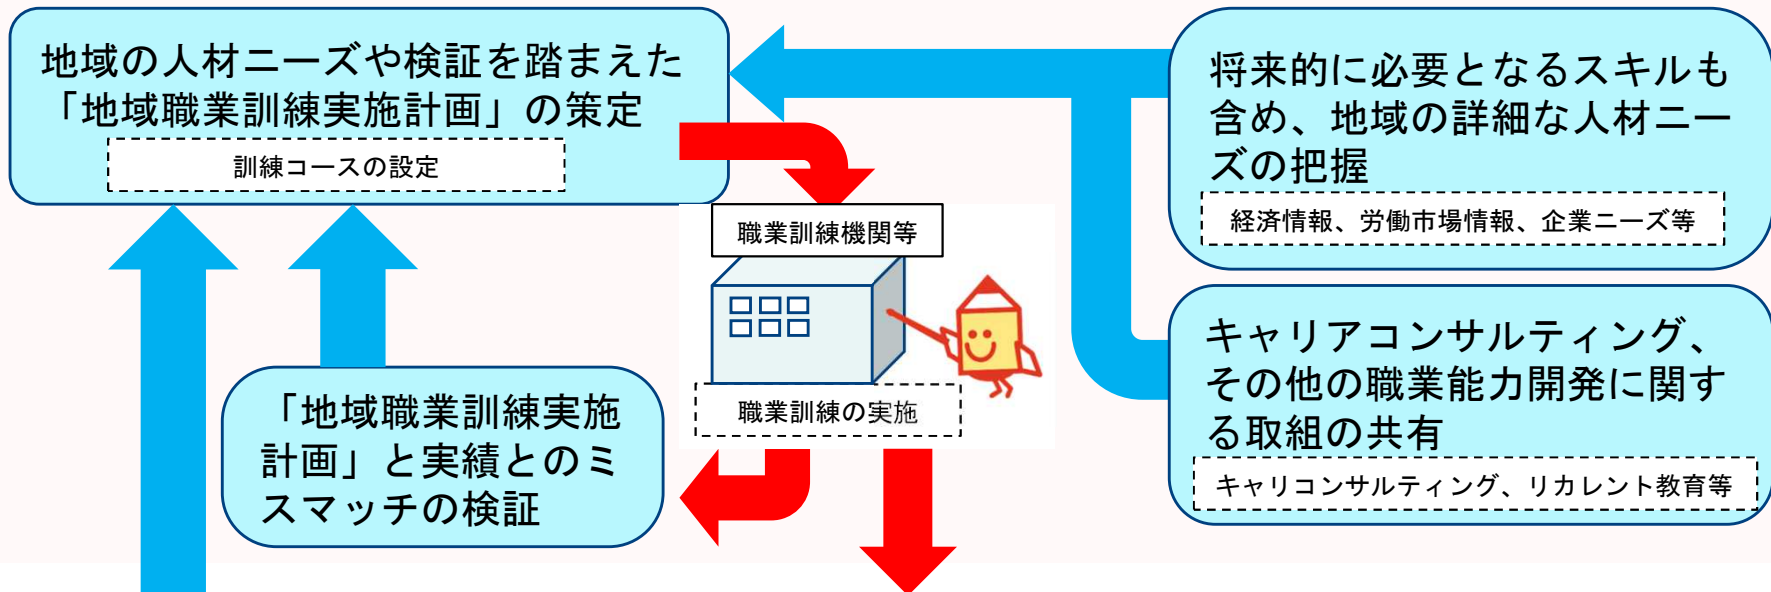 地域の人材ニーズや検証を踏まえた
「地域職業訓練実施計画」の策定
訓練コースの設定
将来的に必要となるスキルも
含め、地域の詳細な人材ニー
ズの把握
経済情報、労働市場情報、企業ニーズ等
職業訓練機関等
職業訓練の実施
キャリアコンサルティング、
その他の職業能力開発に関す
る取組の共有
キャリコンサルティング、リカレント教育等
「地域職業訓練実施
計画」と実績とのミ
スマッチの検証